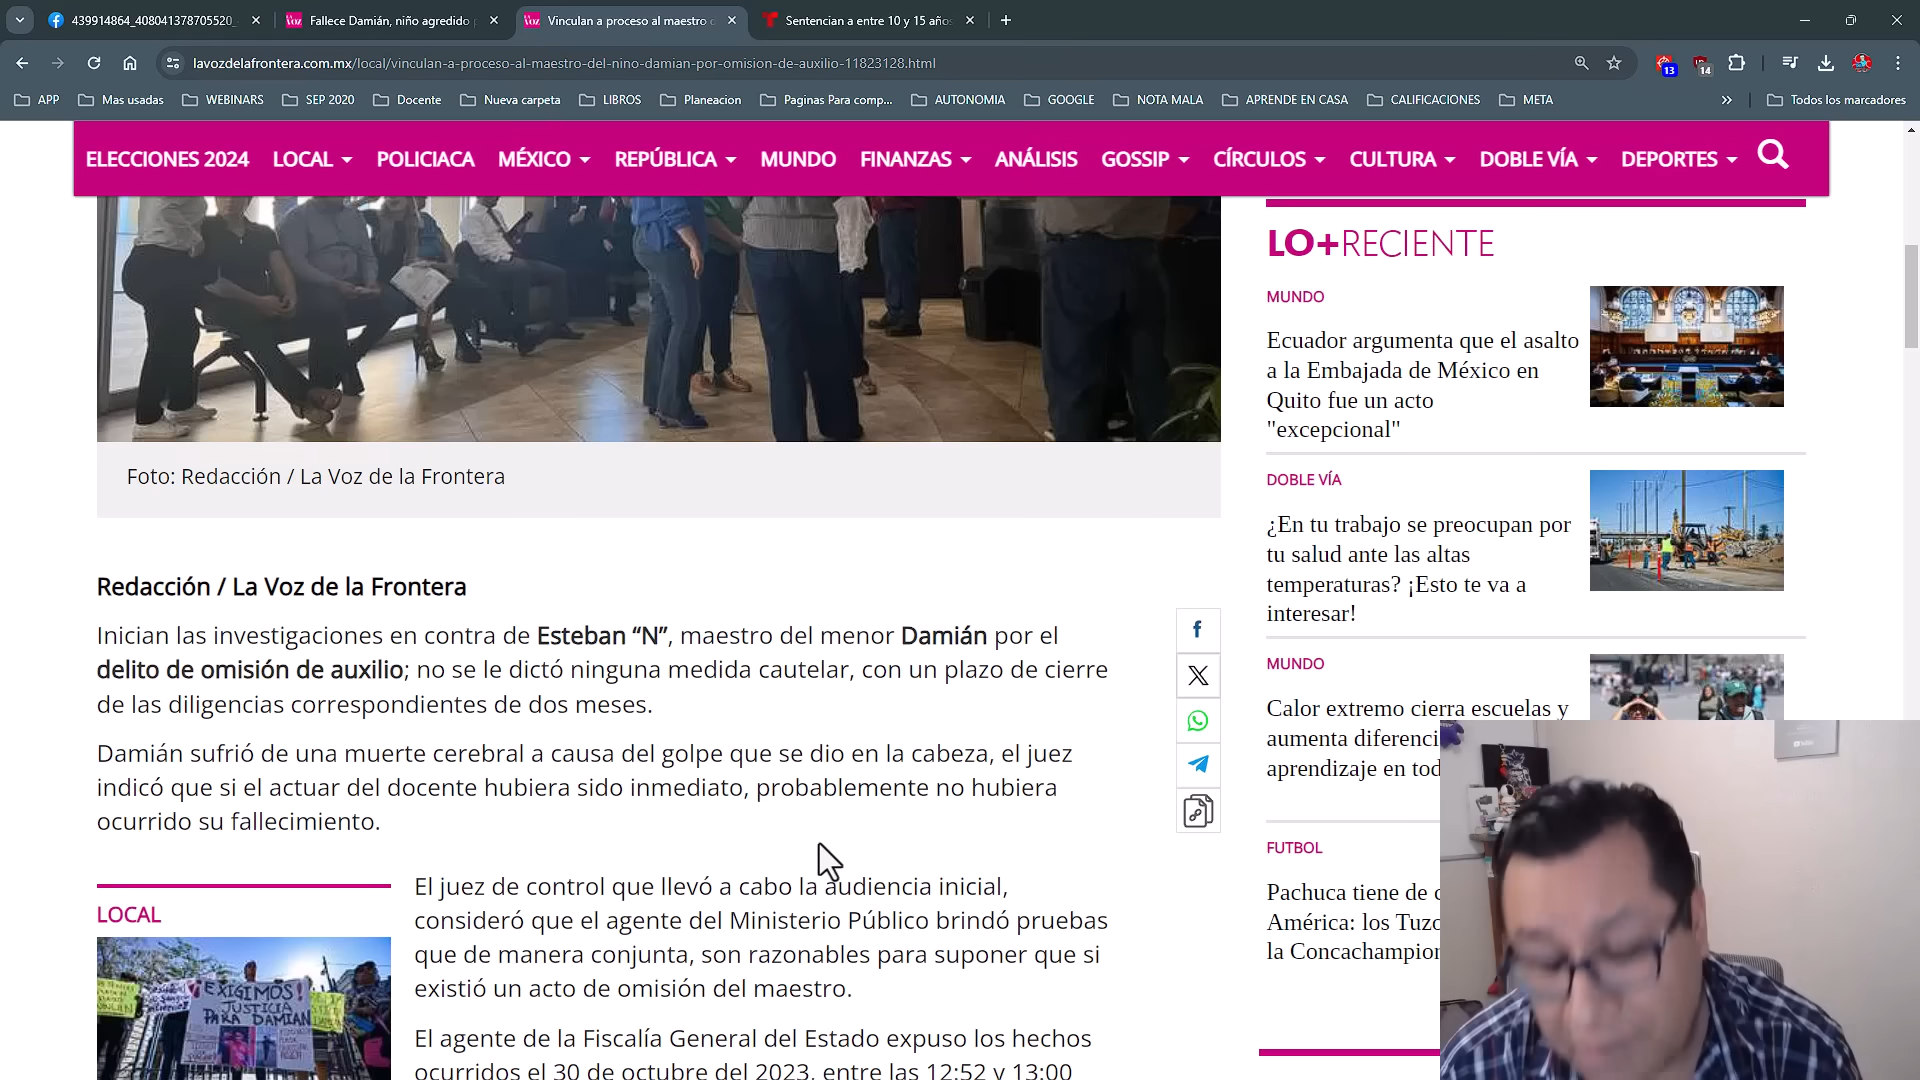 439914864_408041378705520_
Fallece Damián, niño agredido
Vinculan a proceso al maestro
Sentencian a entre 10 y 15 año
lavozdelafrontera.com.mx/local/vinculan-a-proceso-al-maestro-del-nino-damian-por-omision-de-auxilio-11823128.html
13
14
APP
Mas usadas
WEBINARS
SEP 2020
Docente
Nueva carpeta
LIBROS
Planeacion
Paginas Para comp...
AUTONOMIA
GOOGLE
NOTA MALA
APRENDE EN CASA
CALIFICACIONES
META
Todos los marcadores
ELECCIONES 2024 LOCAL POLICIACA MÉXICO REPÚBLICA MUNDO FINANZAS ANÁLISIS GOSSIP CÍRCULOS CULTURA DOBLE VÍA DEPORTES
Foto: Redacción / La Voz de la Frontera
Redacción / La Voz de la Frontera
Inician las investigaciones en contra de Esteban “N”, maestro del menor Damián por el
delito de omisión de auxilio; no se le dictó ninguna medida cautelar, con un plazo de cierre
de las diligencias correspondientes de dos meses.
Damián sufrió de una muerte cerebral a causa del golpe que se dio en la cabeza, el juez
indicó que si el actuar del docente hubiera sido inmediato, probablemente no hubiera
ocurrido su fallecimiento.
LOCAL
EXIGIMOS!
JUSTICIA
PARA DAMIAN
El juez de control que llevó a cabo la audiencia inicial,
consideró que el agente del Ministerio Público brindó pruebas
que de manera conjunta, son razonables para suponer que si
existió un acto de omisión del maestro.
El agente de la Fiscalía General del Estado expuso los hechos
ocurridos el 30 de octubre del 2023, entre las 12:52 y 13:00
LO+RECIENTE
MUNDO
Ecuador argumenta que el asalto
a la Embajada de México en
Quito fue un acto
"excepcional"
DOBLE VÍA
¿En tu trabajo se preocupan por
tu salud ante las altas
temperaturas? ¡Esto te va a
interesar!
MUNDO
Calor extremo cierra escuelas y
aumenta diferenci
aprendizaje en tod
FUTBOL
Pachuca tiene de c
América: los Tuzo
la Concachampion